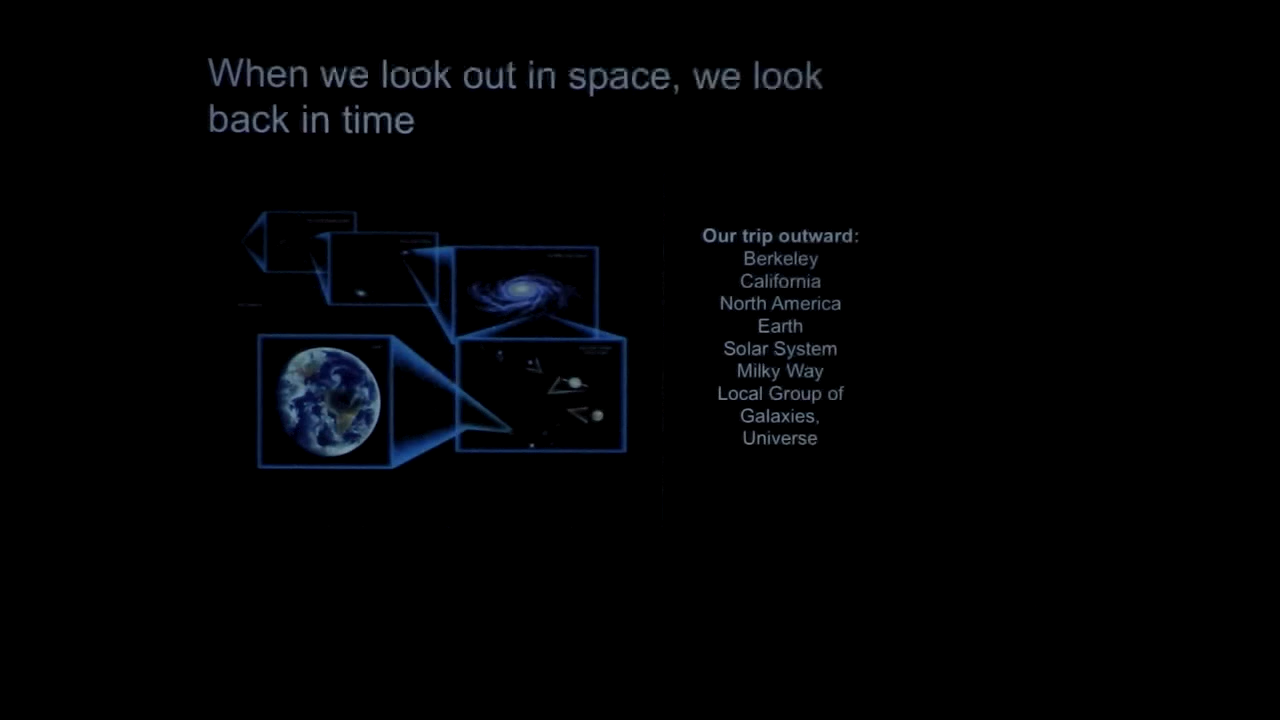 When we look out in space, we look
back in time
Our trip outward:
Berkeley
California
North America
Earth
Solar System
Milky Way
Local Group of
Galaxies,
Universe